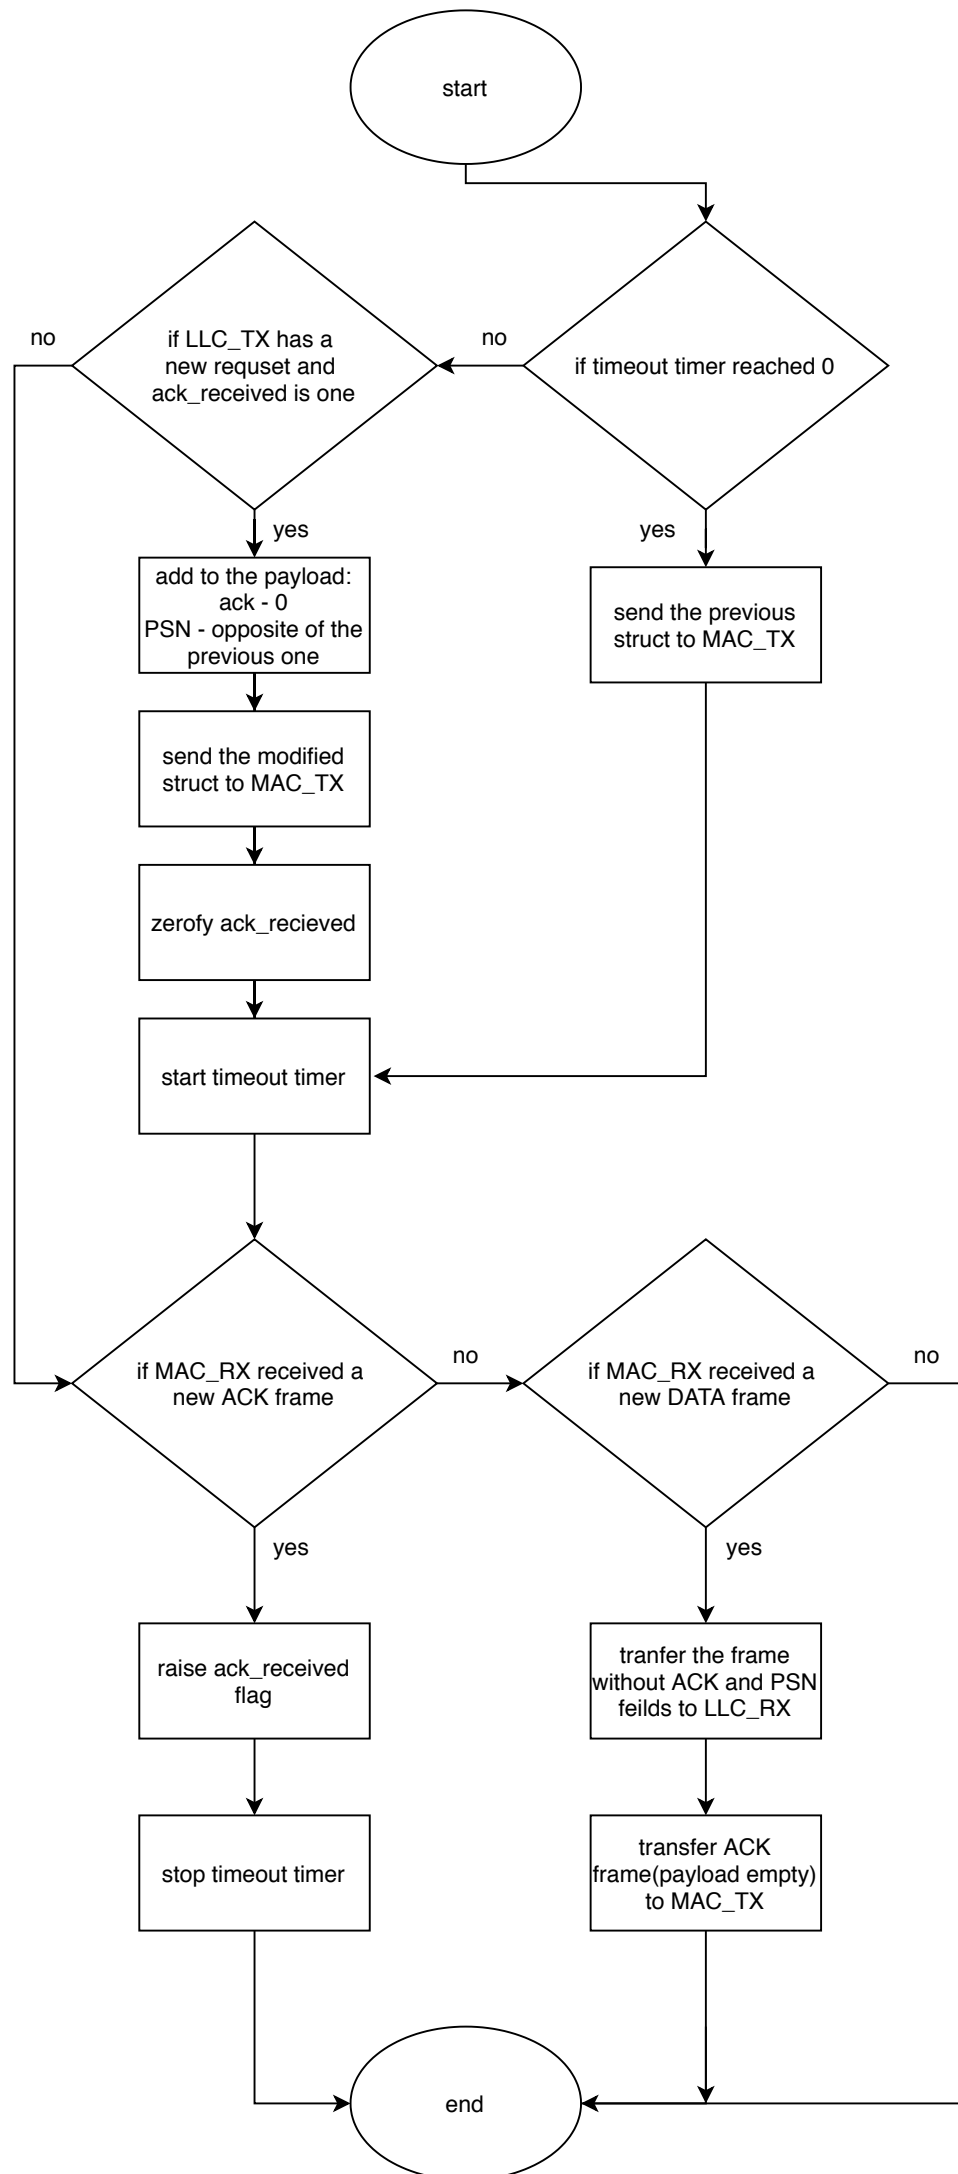 start
no
if LLC_TX has a
new requset and
ack_received is one
no
if timeout timer reached 0
yes
yes
add to the payload:
ack - 0
PSN - opposite of the
previous one
send the previous
struct to MAC_TX
send the modified
struct to MAC_TX
zerofy ack_recieved
start timeout timer
if MAC_RX received a
new ACK frame
no
if MAC_RX received a
new DATA frame
no
yes
yes
raise ack_received
flag
tranfer the frame
without ACK and PSN
feilds to LLC_RX
stop timeout timer
transfer ACK
frame(payload empty)
to MAC_TX
end